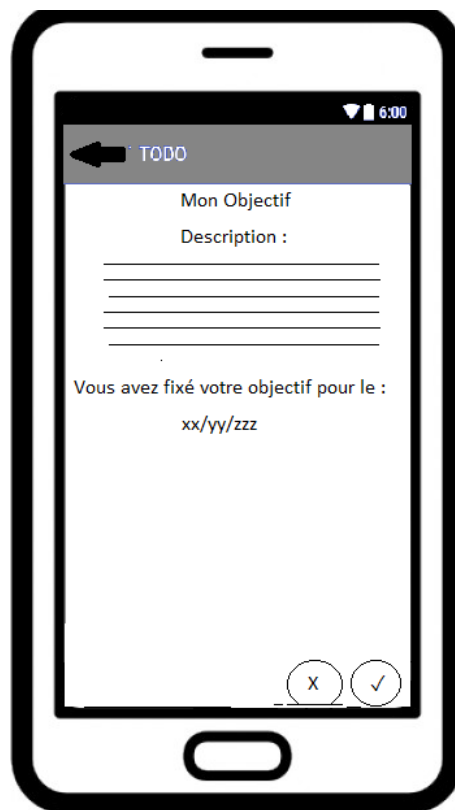 6:00
TODO
Mon Objectif
Description :
Vous avez fixé votre objectif pour le :
xx/yy/zzz
X ✓